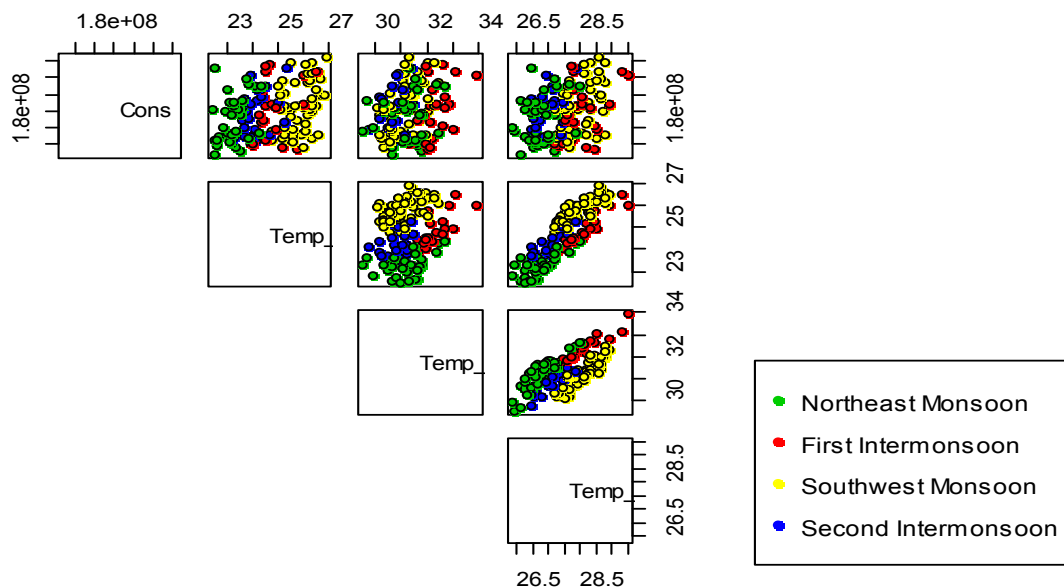 1.8e+08
23 25 27
30 32 34
26.5 28.5
1.8e+08
Cons
1.8e+08
Temp_
23 25 27
Temp_
30 32 34
Temp_
26.5 28.5
26.5 28.5
Northeast Monsoon
First Intermonsoon
Southwest Monsoon
Second Intermonsoon